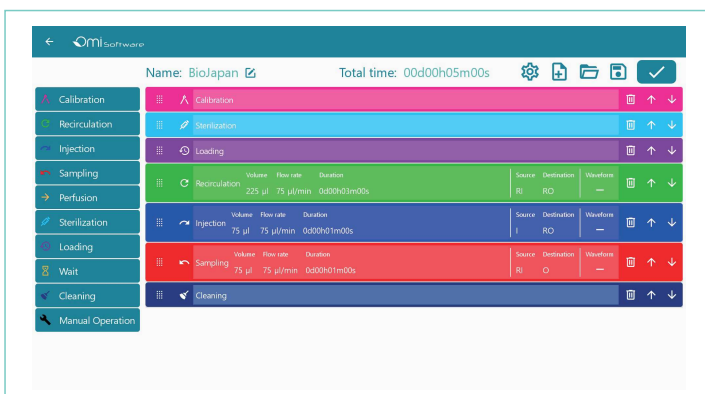 Omi Software
Name: BioJapan Total time: 00d00h05m00s
Calibration
Recirculation
Injection
Sampling
Perfusion
Sterilization
Loading
Wait
Cleaning
Manual Operation
Calibration
Sterilization
Loading
Recirculation Volume Flow rate Duration Source Destination Waveform
225 µl 75 µl/min 0d00h03m00s RI RO —
Injection Volume Flow rate Duration Source Destination Waveform
75 µl 75 µl/min 0d00h01m00s I RO —
Sampling Volume Flow rate Duration Source Destination Waveform
75 µl 75 µl/min 0d00h01m00s RI O —
Cleaning